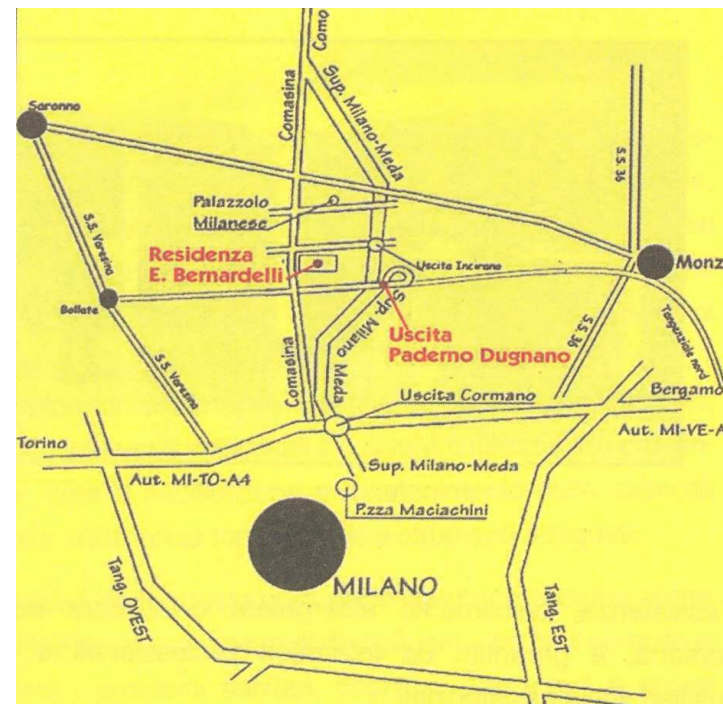 Como
Sup. Milano-Meda
Comasina
Saronno
S.S. 36
Palazzolo
Milanese
S.S. Varesina
Residenza
E. Bernardelli
Uscita Incirano
Monz
Bollate
Sup. Milano
Meda
Uscita
Paderno Dugnano
S.S. 36
Tangenziale nord
S.S. Varesina
Comasina
Uscita Cormano
Bergamo
Torino
Aut. MI-VE-A
Aut. MI-TO-A4
Sup. Milano-Meda
P.zza Maciachini
MILANO
Tang. OVEST
Tang. EST